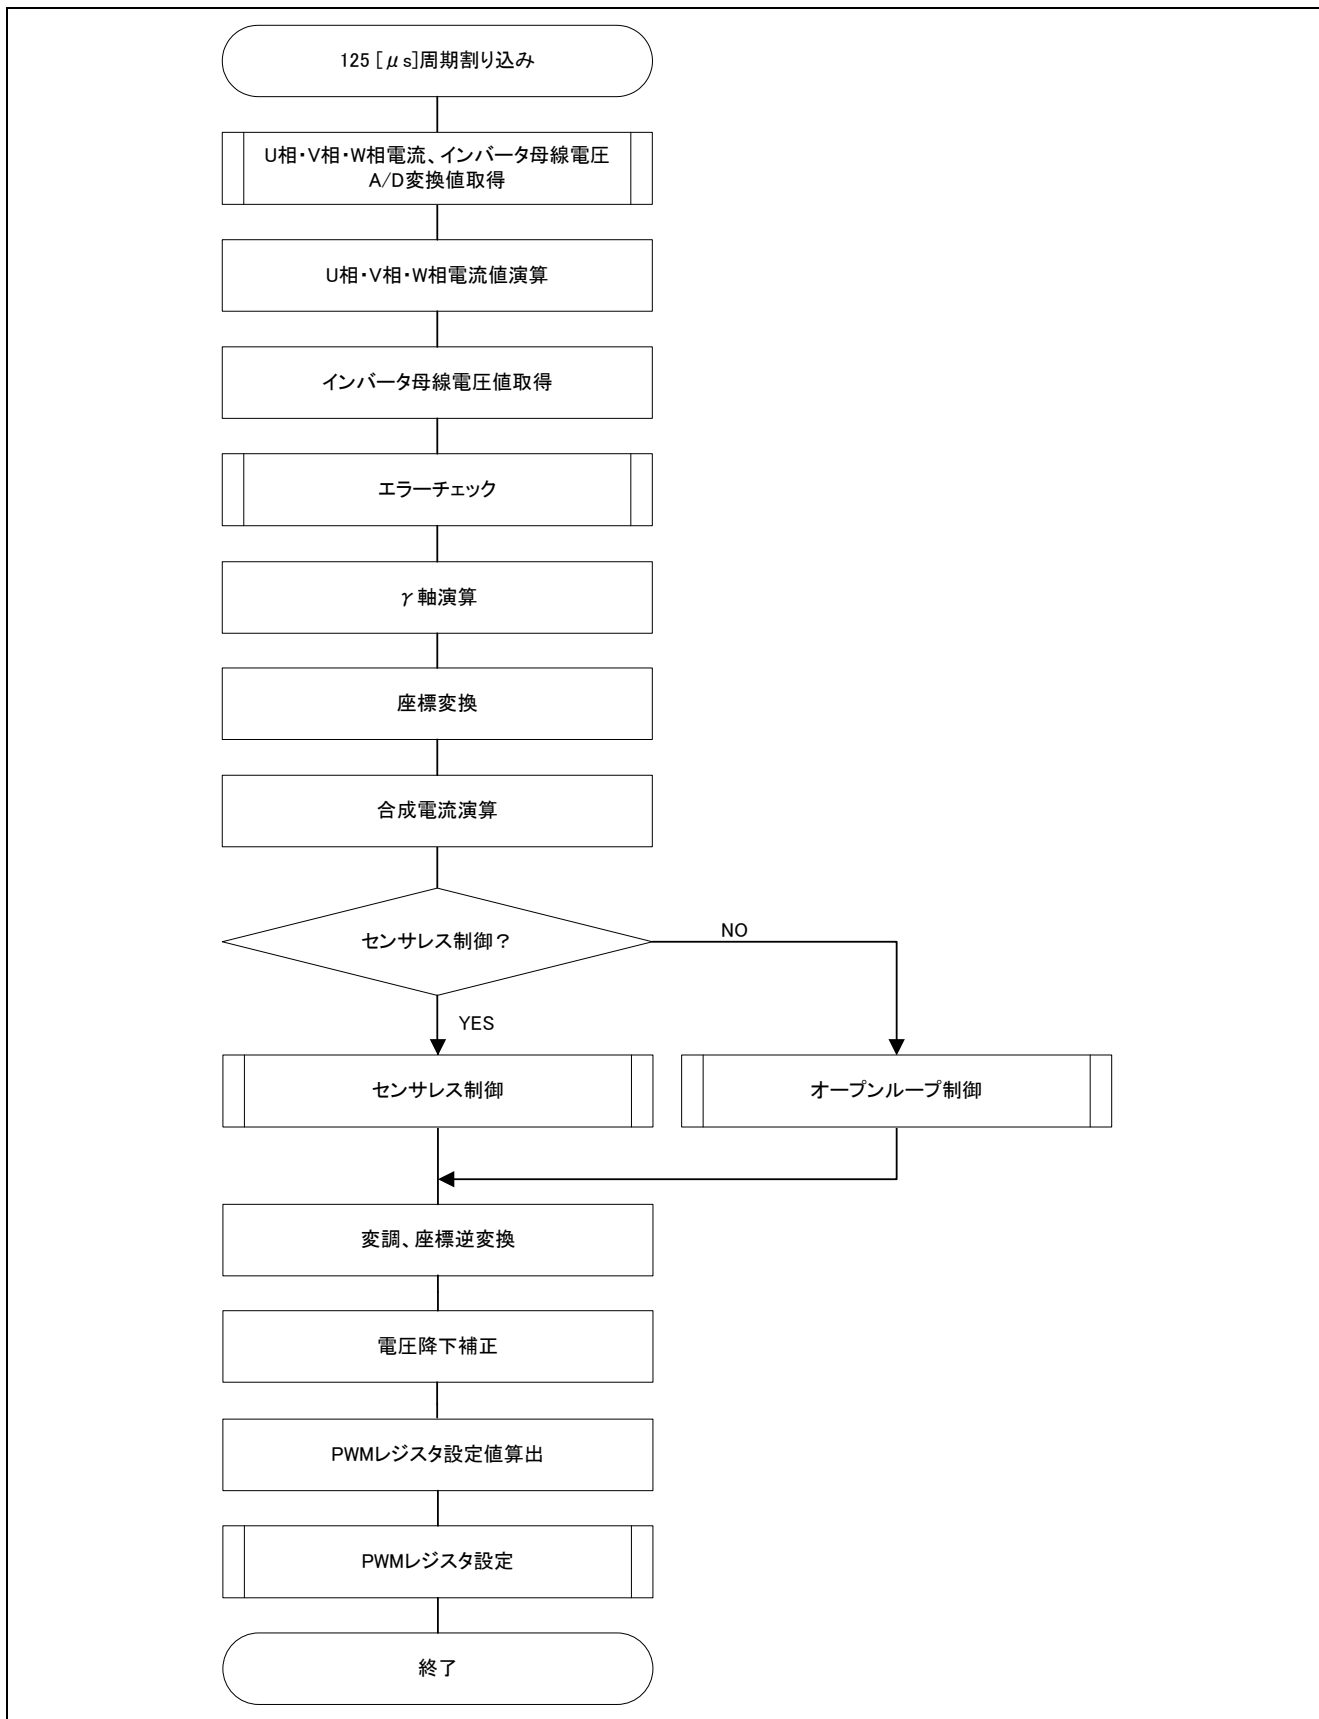 125 [μs]周期割り込み
U相・V相・W相電流、インバータ母線電圧
A/D変換値取得
U相・V相・W相電流値演算
インバータ母線電圧値取得
エラーチェック
γ軸演算
座標変換
合成電流演算
センサレス制御？
NO
YES
センサレス制御
オープンループ制御
変調、座標逆変換
電圧降下補正
PWMレジスタ設定値算出
PWMレジスタ設定
終了